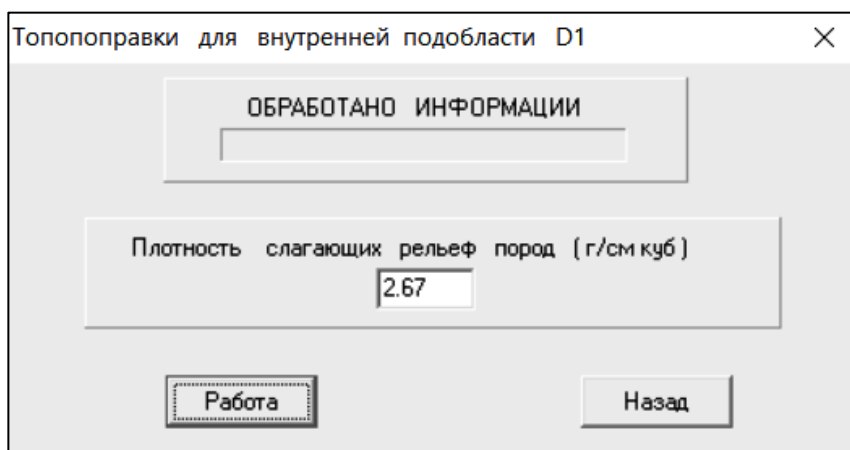 Топопоправки для внутренней подобласти D1
ОБРАБОТАНО ИНФОРМАЦИИ
Плотность слагающих рельеф пород ( г/см куб )
2.67
Работа
Назад